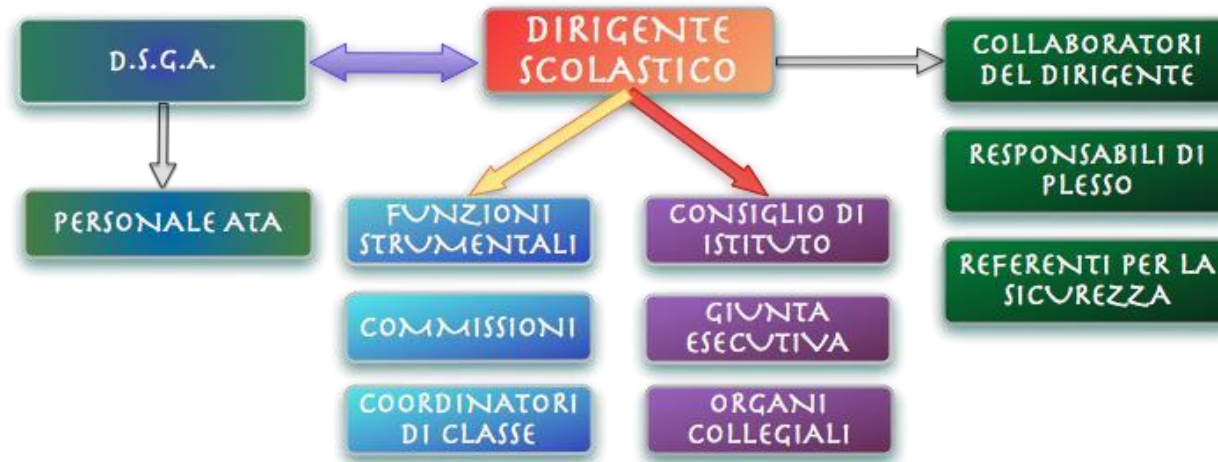 D.S.G.A.
DIRIGENTE
SCOLASTICO
COLLABORATORI
DEL DIRIGENTE
RESPONSABILI DI
PLESSO
REFERENTI PER LA
SICUREZZA
PERSONALE ATA
FUNZIONI
STRUMENTALI
COMMISSIONI
COORDINATORI
DI CLASSE
CONSIGLIO DI
ISTITUTO
GIUNTA
ESECUTIVA
ORGANI
COLLEGIALI